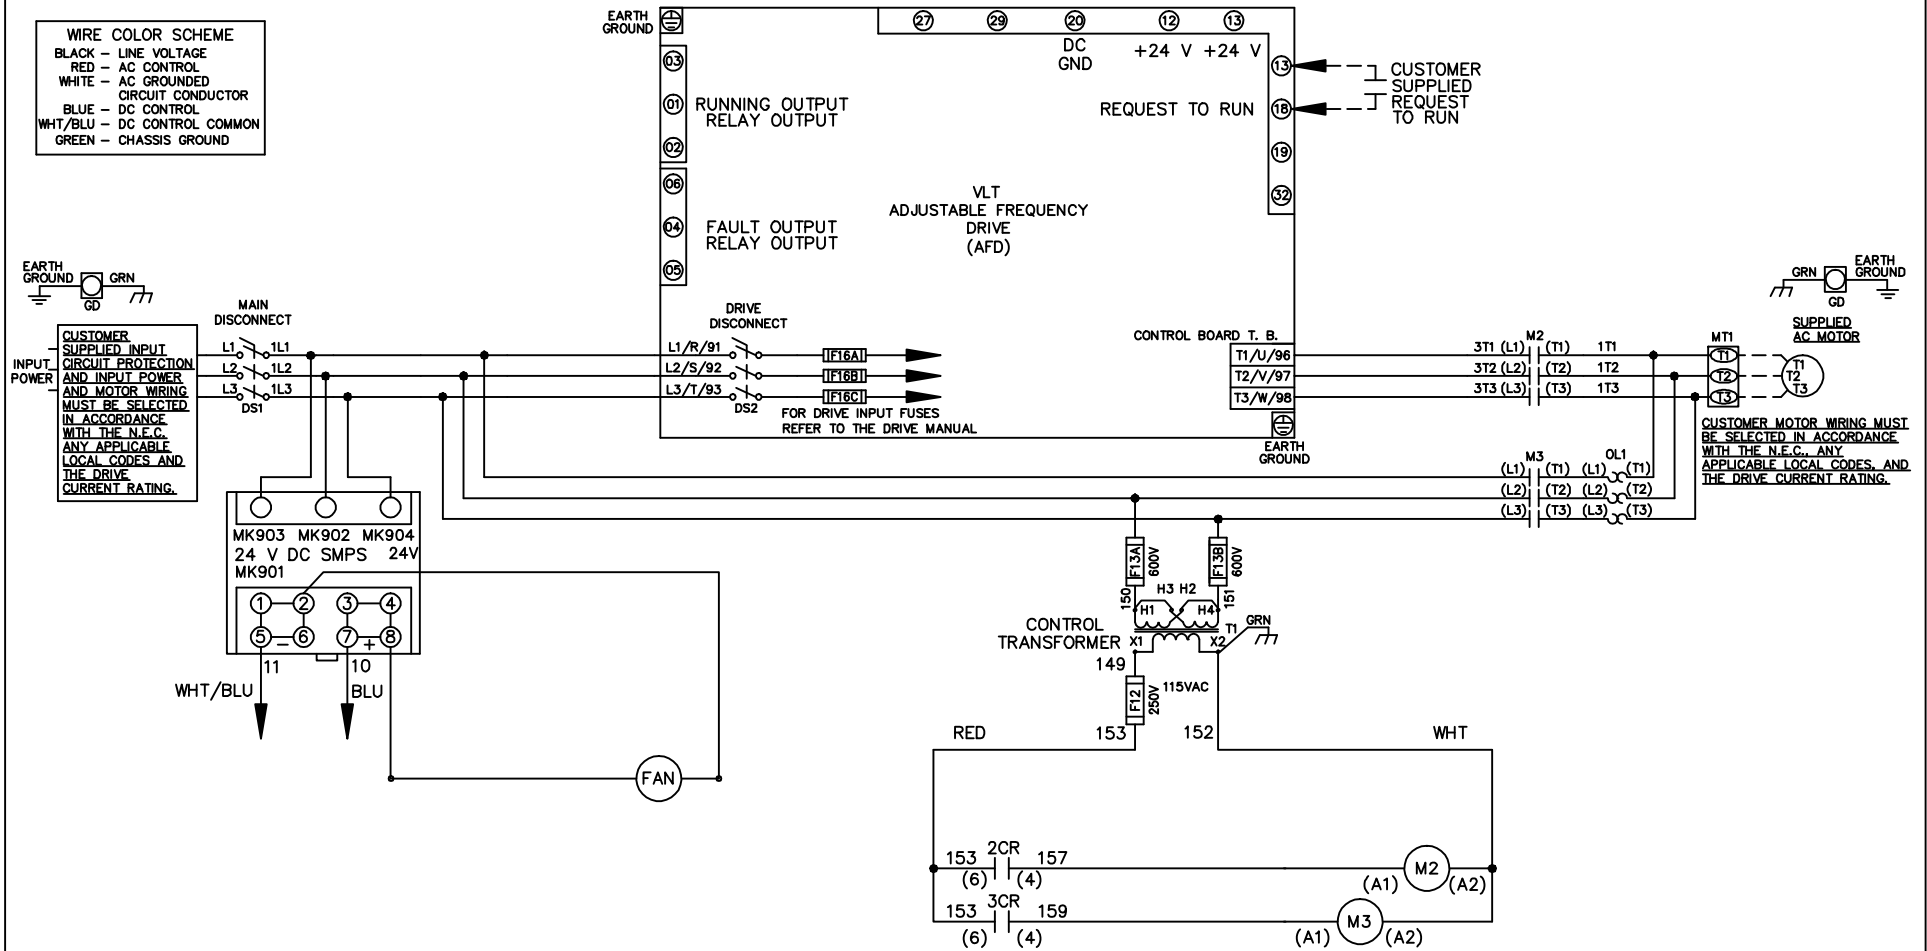 WIRE COLOR SCHEME
BLACK – LINE VOLTAGE
RED – AC CONTROL
WHITE – AC GROUNDED
CIRCUIT CONDUCTOR
BLUE – DC CONTROL
WHT/BLU – DC CONTROL COMMON
GREEN – CHASSIS GROUND
EARTH
GROUND
27
29
20
12
13
DC
GND
+24 V
+24 V
03
01
02
RUNNING OUTPUT
RELAY OUTPUT
06
04
05
FAULT OUTPUT
RELAY OUTPUT
VLT
ADJUSTABLE FREQUENCY
DRIVE
(AFD)
REQUEST TO RUN
13
18
19
32
CUSTOMER
SUPPLIED
REQUEST
TO RUN
EARTH
GROUND
GRN
GD
INPUT
POWER
CUSTOMER
SUPPLIED INPUT
CIRCUIT PROTECTION
AND INPUT POWER
AND MOTOR WIRING
MUST BE SELECTED
IN ACCORDANCE
WITH THE N.E.C.
ANY APPLICABLE
LOCAL CODES AND
THE DRIVE
CURRENT RATING.
MAIN
DISCONNECT
L1
1L1
L2
1L2
L3
1L3
DS1
L1/R/91
L2/S/92
L3/T/93
DRIVE
DISCONNECT
DS2
F16A
F16B
F16C
FOR DRIVE INPUT FUSES
REFER TO THE DRIVE MANUAL
CONTROL BOARD T. B.
T1/U/96
T2/V/97
T3/W/98
EARTH
GROUND
M2
3T1 (L1) (T1) 1T1
3T2 (L2) (T2) 1T2
3T3 (L3) (T3) 1T3
MT1
T1
T2
T3
GRN
GD
EARTH
GROUND
SUPPLIED
AC MOTOR
T1
T2
T3
CUSTOMER MOTOR WIRING MUST
BE SELECTED IN ACCORDANCE
WITH THE N.E.C., ANY
APPLICABLE LOCAL CODES, AND
THE DRIVE CURRENT RATING.
M3
OL1
(L1) (T1) (L1) (T1)
(L2) (T2) (L2) (T2)
(L3) (T3) (L3) (T3)
MK903 MK902 MK904
24 V DC SMPS 24V
MK901
1 2 3 4
5 – 6 7 + 8
11
10
WHT/BLU
BLU
FAN
F13A
600V
F13B
600V
150
151
H3 H2
H1
H4
CONTROL
TRANSFORMER
X1
X2
T1
GRN
149
F12
250V
115VAC
153
152
RED
WHT
153
2CR
157
(6)
(4)
M2
(A1)
(A2)
153
3CR
159
(6)
(4)
M3
(A1)
(A2)